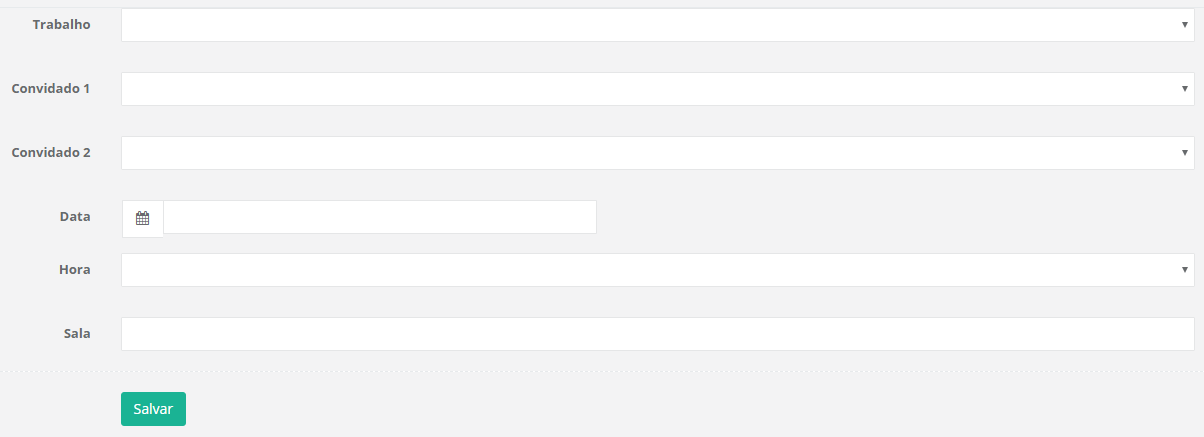 Trabalho
Convidado 1
Convidado 2
Data
Hora
Sala
Salvar